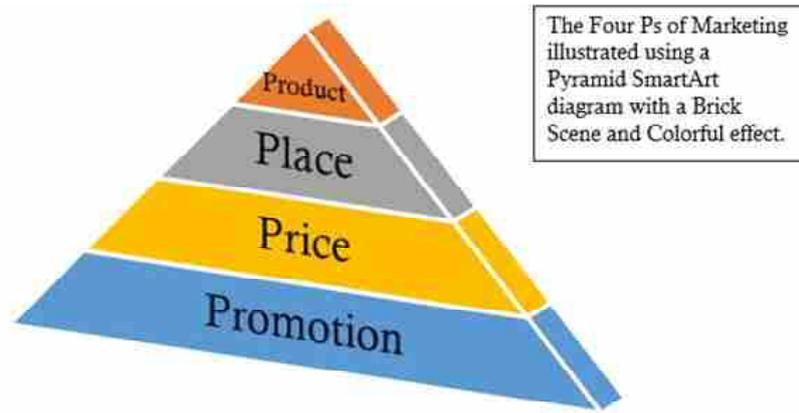 Product
Place
Price
Promotion
The Four Ps of Marketing
illustrated using a
Pyramid SmartArt
diagram with a Brick
Scene and Colorful effect.